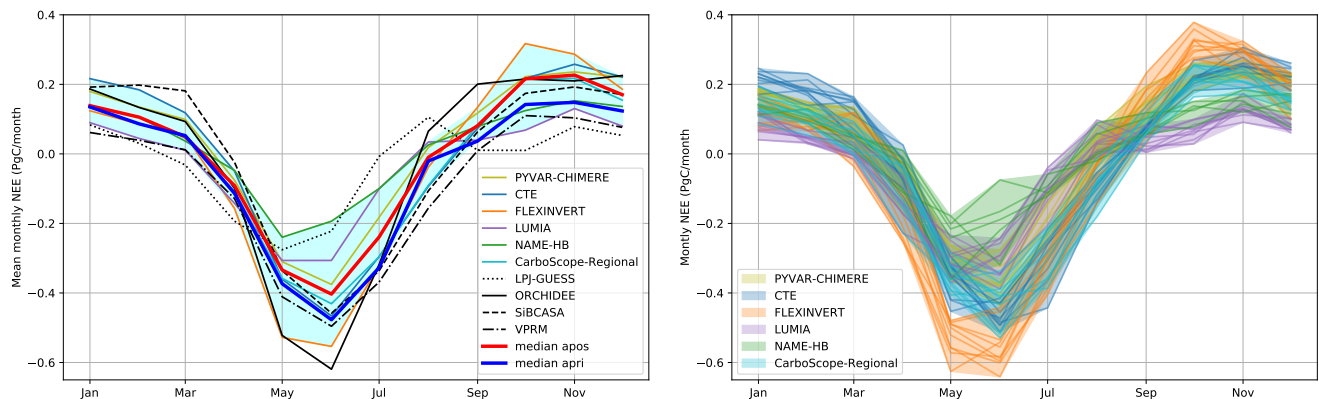 0.4
0.2
0.0
−0.2
−0.4
−0.6
Mean monthly NEE (PgC/month)
Jan Mar May Jul Sep Nov
PYVAR-CHIMERE
CTE
FLEXINVERT
LUMIA
NAME-HB
CarboScope-Regional
LPJ-GUESS
ORCHIDEE
SiBCASA
VPRM
median apos
median apri
0.4
0.2
0.0
−0.2
−0.4
−0.6
Montly NEE (PgC/month
Jan Mar May Jul Sep Nov
PYVAR-CHIMERE
CTE
FLEXINVERT
LUMIA
NAME-HB
CarboScope-Regional